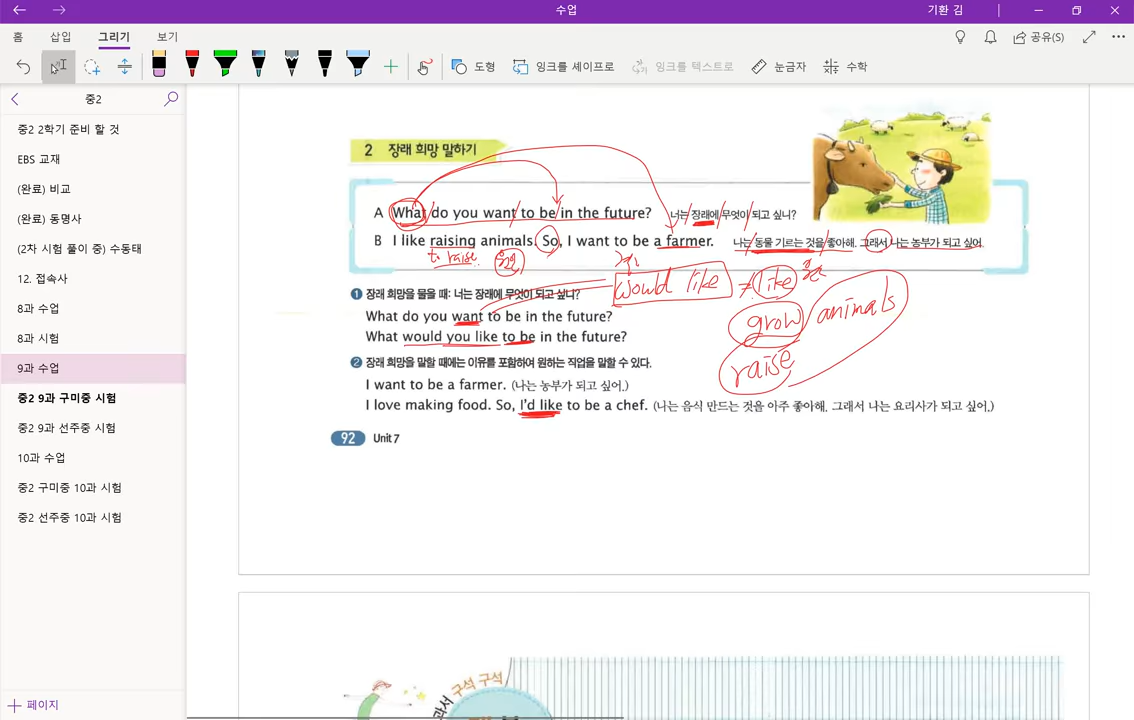 수업
기환 김
홈 삽입 그리기 보기
공유(S)
도형
잉크를 셰이프로
잉크를 텍스트로
눈금자
수학
중2
중2 2학기 준비 할 것
EBS 교재
(완료) 비교
(완료) 동명사
(2차 시험 풀이 중) 수동태
12. 접속사
8과 수업
8과 시험
9과 수업
중2 9과 구미중 시험
중2 9과 선주중 시험
10과 수업
중2 구미중 10과 시험
중2 선주중 10과 시험
페이지
2 장래 희망 말하기
A What do you want to be in the future? 너는 장래에 무엇이 되고 싶니?
B I like raising animals. So, I want to be a farmer. 나는 동물 기르는 것을 좋아해. 그래서 나는 농부가 되고 싶어.
to raise
would like ≠ like
grow animals
raise
❶ 장래 희망을 물을 때: 너는 장래에 무엇이 되고 싶니?
What do you want to be in the future?
What would you like to be in the future?
❷ 장래 희망을 말할 때에는 이유를 포함하여 원하는 직업을 말할 수 있다.
I want to be a farmer. (나는 농부가 되고 싶어.)
I love making food. So, I'd like to be a chef. (나는 음식 만드는 것을 아주 좋아해. 그래서 나는 요리사가 되고 싶어.)
92 Unit 7
구석 구석